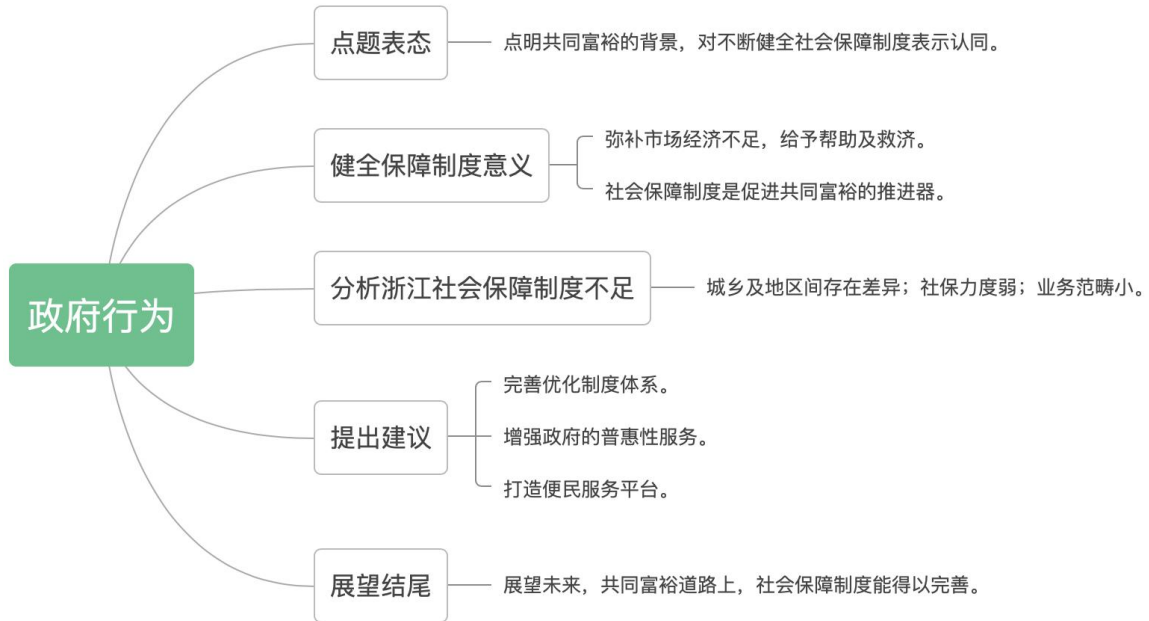 政府行为
点题表态
点明共同富裕的背景，对不断健全社会保障制度表示认同。
健全保障制度意义
弥补市场经济不足，给予帮助及救济。
社会保障制度是促进共同富裕的推进器。
分析浙江社会保障制度不足
城乡及地区间存在差异；社保力度弱；业务范畴小。
提出建议
完善优化制度体系。
增强政府的普惠性服务。
打造便民服务平台。
展望结尾
展望未来，共同富裕道路上，社会保障制度能得以完善。